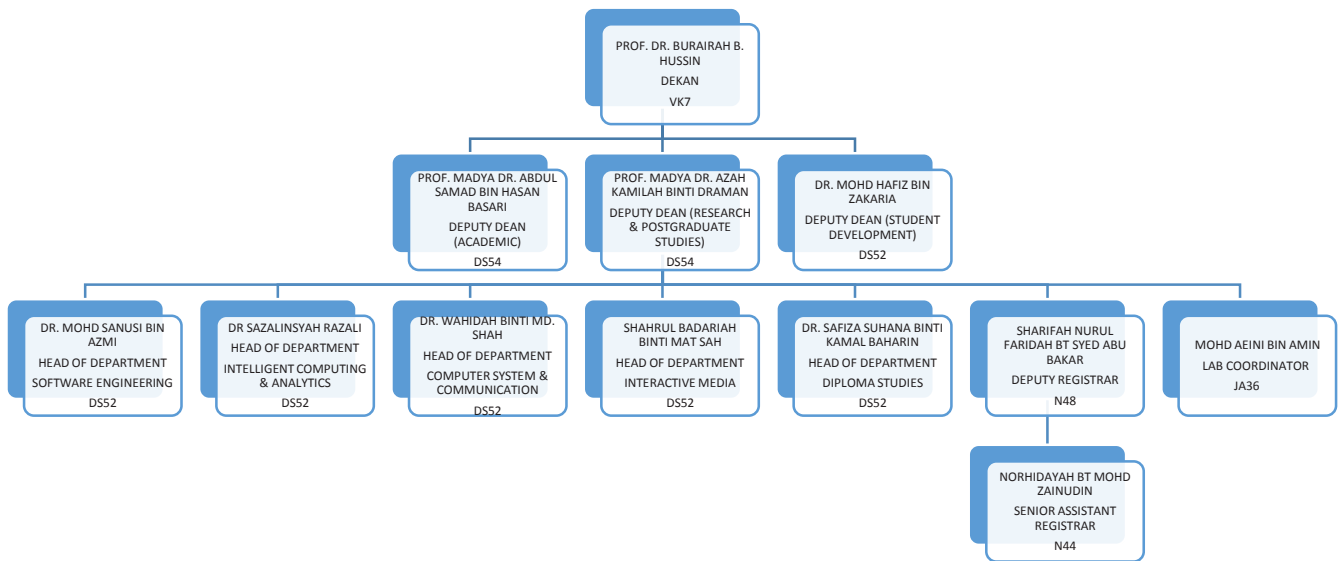 PROF. DR. BURAIRAH B.
HUSSIN
DEKAN
VK7
PROF. MADYA DR. ABDUL
SAMAD BIN HASAN
BASARI
DEPUTY DEAN
(ACADEMIC)
DS54
PROF. MADYA DR. AZAH
KAMILAH BINTI DRAMAN
DEPUTY DEAN (RESEARCH
& POSTGRADUATE
STUDIES)
DS54
DR. MOHD HAFIZ BIN
ZAKARIA
DEPUTY DEAN (STUDENT
DEVELOPMENT)
DS52
DR. MOHD SANUSI BIN
AZMI
HEAD OF DEPARTMENT
SOFTWARE ENGINEERING
DS52
DR SAZALINSYAH RAZALI
HEAD OF DEPARTMENT
INTELLIGENT COMPUTING
& ANALYTICS
DS52
DR. WAHIDAH BINTI MD.
SHAH
HEAD OF DEPARTMENT
COMPUTER SYSTEM &
COMMUNICATION
DS52
SHAHRUL BADARIAH
BINTI MAT SAH
HEAD OF DEPARTMENT
INTERACTIVE MEDIA
DS52
DR. SAFIZA SUHANA BINTI
KAMAL BAHARIN
HEAD OF DEPARTMENT
DIPLOMA STUDIES
DS52
SHARIFAH NURUL
FARIDAH BT SYED ABU
BAKAR
DEPUTY REGISTRAR
N48
MOHD AEINI BIN AMIN
LAB COORDINATOR
JA36
NORHIDAYAH BT MOHD
ZAINUDIN
SENIOR ASSISTANT
REGISTRAR
N44